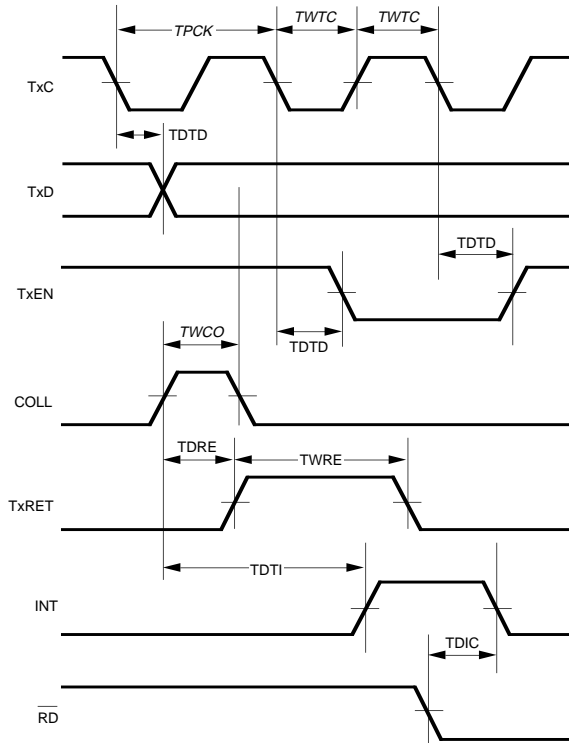 TPCK TWTC TWTC
TxC
TDTD
TxD
TDTD
TxEN
TWCO TDTD
COLL
TDRE TWRE
TxRET
TDTI
INT
TDIC
RD